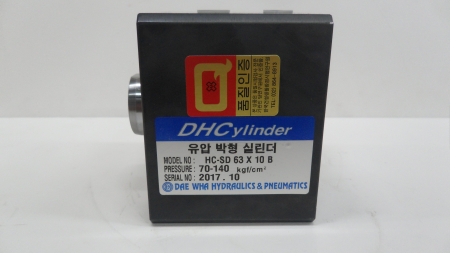 품질인증
DHCylinder
유압 박형 실린더
MODEL NO : HC-SD 63 X 10 B
PRESSURE : 70-140 kgf/cm²
SERIAL NO : 2017. 10
DAE WHA HYDRAULICS & PNEUMATICS